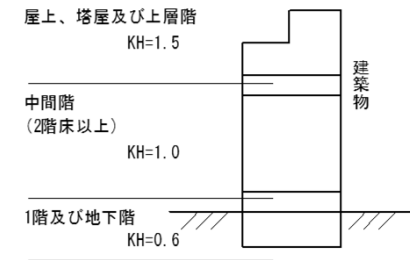 屋上、塔屋及び上層階
KH=1.5
中間階
(2階床以上)
KH=1.0
1階及び地下階
KH=0.6
建築物